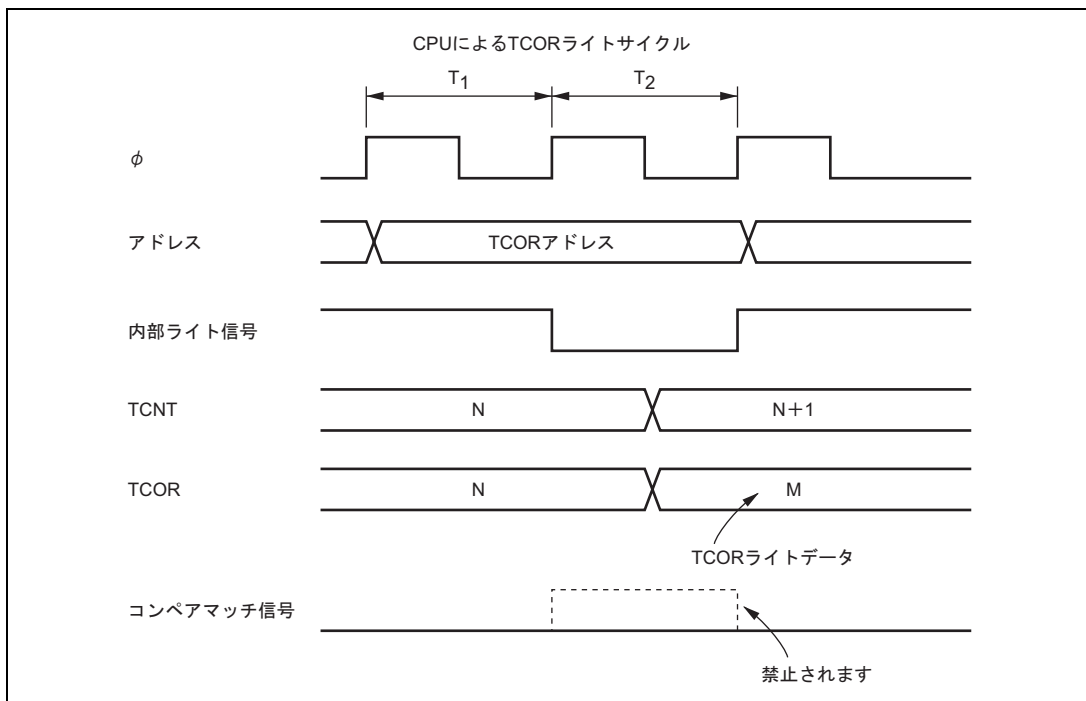 CPUによるTCORライトサイクル
T1 T2
φ
アドレス TCORアドレス
内部ライト信号
TCNT N N+1
TCOR N M
TCORライトデータ
コンペアマッチ信号
禁止されます